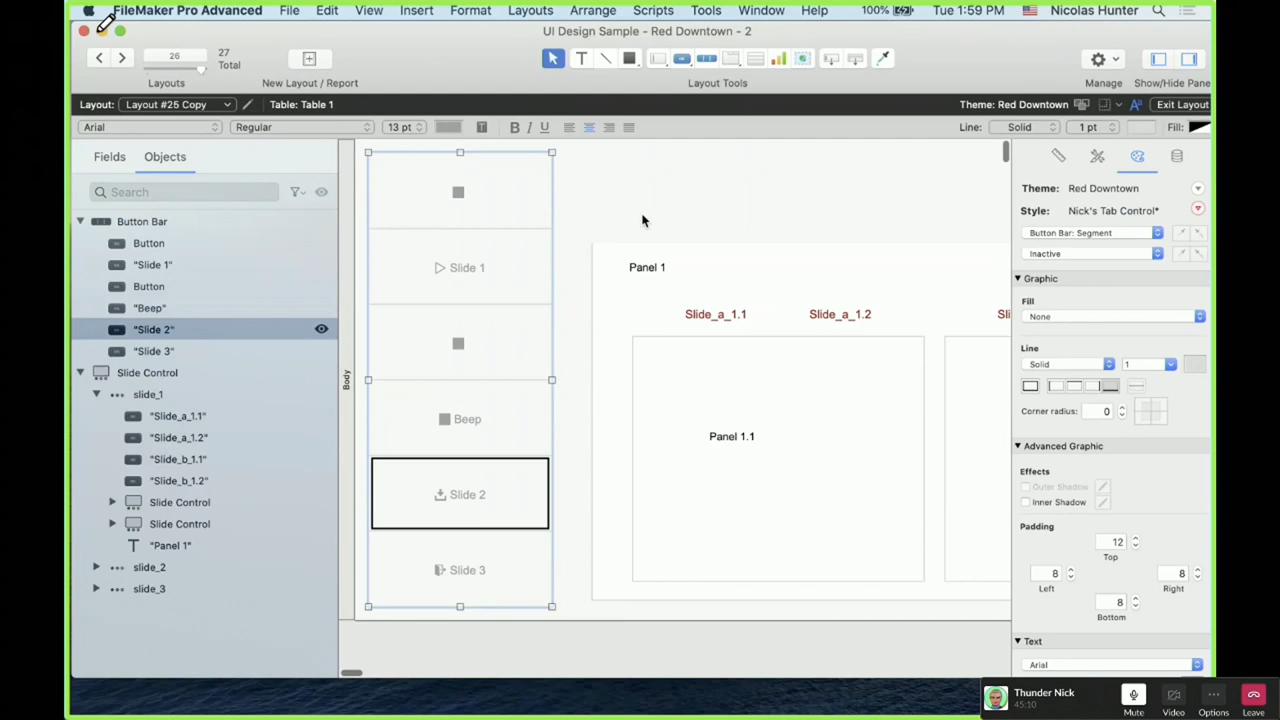 FileMaker Pro Advanced File Edit View Insert Format Layouts Arrange Scripts Tools Window Help 100% Tue 1:59 PM Nicolas Hunter
UI Design Sample - Red Downtown - 2
26 27 Total
Layouts New Layout / Report Layout Tools Manage Show/Hide Pane
Layout: Layout #25 Copy Table: Table 1 Theme: Red Downtown Exit Layout
Arial Regular 13 pt B I U Line: Solid 1 pt Fill:
Fields Objects
Search
Button Bar
Button
"Slide 1"
Button
"Beep"
"Slide 2"
"Slide 3"
Slide Control
slide_1
"Slide_a_1.1"
"Slide_a_1.2"
"Slide_b_1.1"
"Slide_b_1.2"
Slide Control
Slide Control
"Panel 1"
slide_2
slide_3
Body
Slide 1
Beep
Slide 2
Slide 3
Panel 1
Slide_a_1.1 Slide_a_1.2 Sli
Panel 1.1
Theme: Red Downtown
Style: Nick's Tab Control*
Button Bar: Segment
Inactive
Graphic
Fill
None
Line
Solid 1
Corner radius: 0
Advanced Graphic
Effects
Outer Shadow
Inner Shadow
Padding
12
Top
8 8
Left Right
8
Bottom
Text
Arial
Thunder Nick
45:10
Mute Video Options Leave